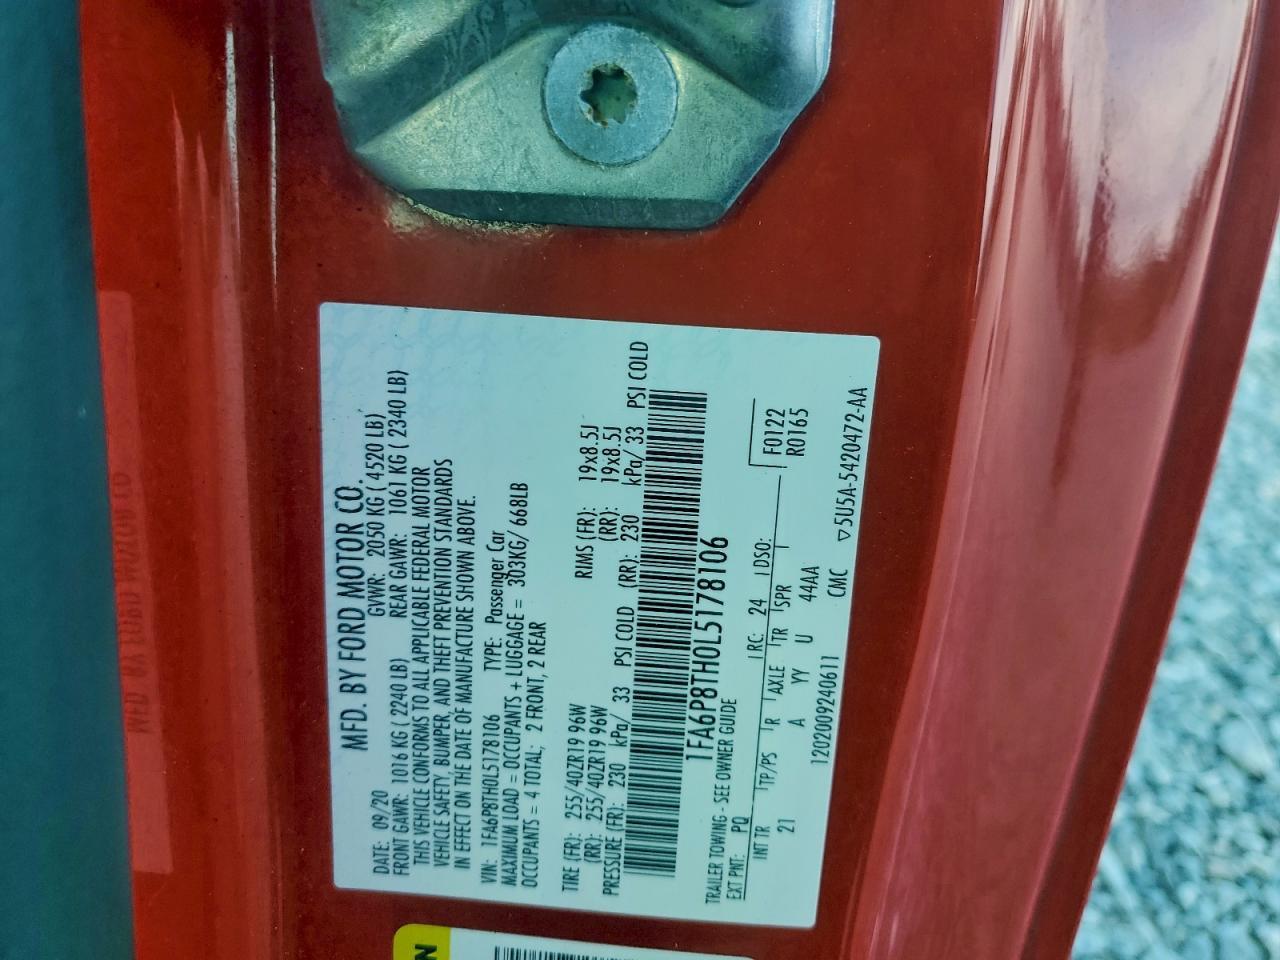 MFD. BY FORD MOTOR CO.
DATE: 09/20 GVWR: 2050 KG ( 4520 LB)
FRONT GAWR: 1016 KG ( 2240 LB) REAR GAWR: 1061 KG ( 2340 LB)
THIS VEHICLE CONFORMS TO ALL APPLICABLE FEDERAL MOTOR
VEHICLE SAFETY, BUMPER, AND THEFT PREVENTION STANDARDS
IN EFFECT ON THE DATE OF MANUFACTURE SHOWN ABOVE.
VIN: 1FA6P8TH0L5178106 TYPE: Passenger Car
MAXIMUM LOAD = OCCUPANTS + LUGGAGE = 303KG/ 668LB
OCCUPANTS = 4 TOTAL; 2 FRONT, 2 REAR
TIRE (FR): 255/40ZR19 96W RIMS (FR): 19x8.5J
(RR): 255/40ZR19 96W (RR): 19x8.5J
PRESSURE (FR): 230 kPa/ 33 PSI COLD (RR): 230 kPa/ 33 PSI COLD
1FA6P8TH0L5178106
TRAILER TOWING - SEE OWNER GUIDE
EXT PNT: PQ RC: 24 DSO: F0122
R0165
INT TR TP/PS R AXLE TR SPR
21 A YY U 44AA
12020092406 11 CMC ▽5U5A-5420472-AA
N